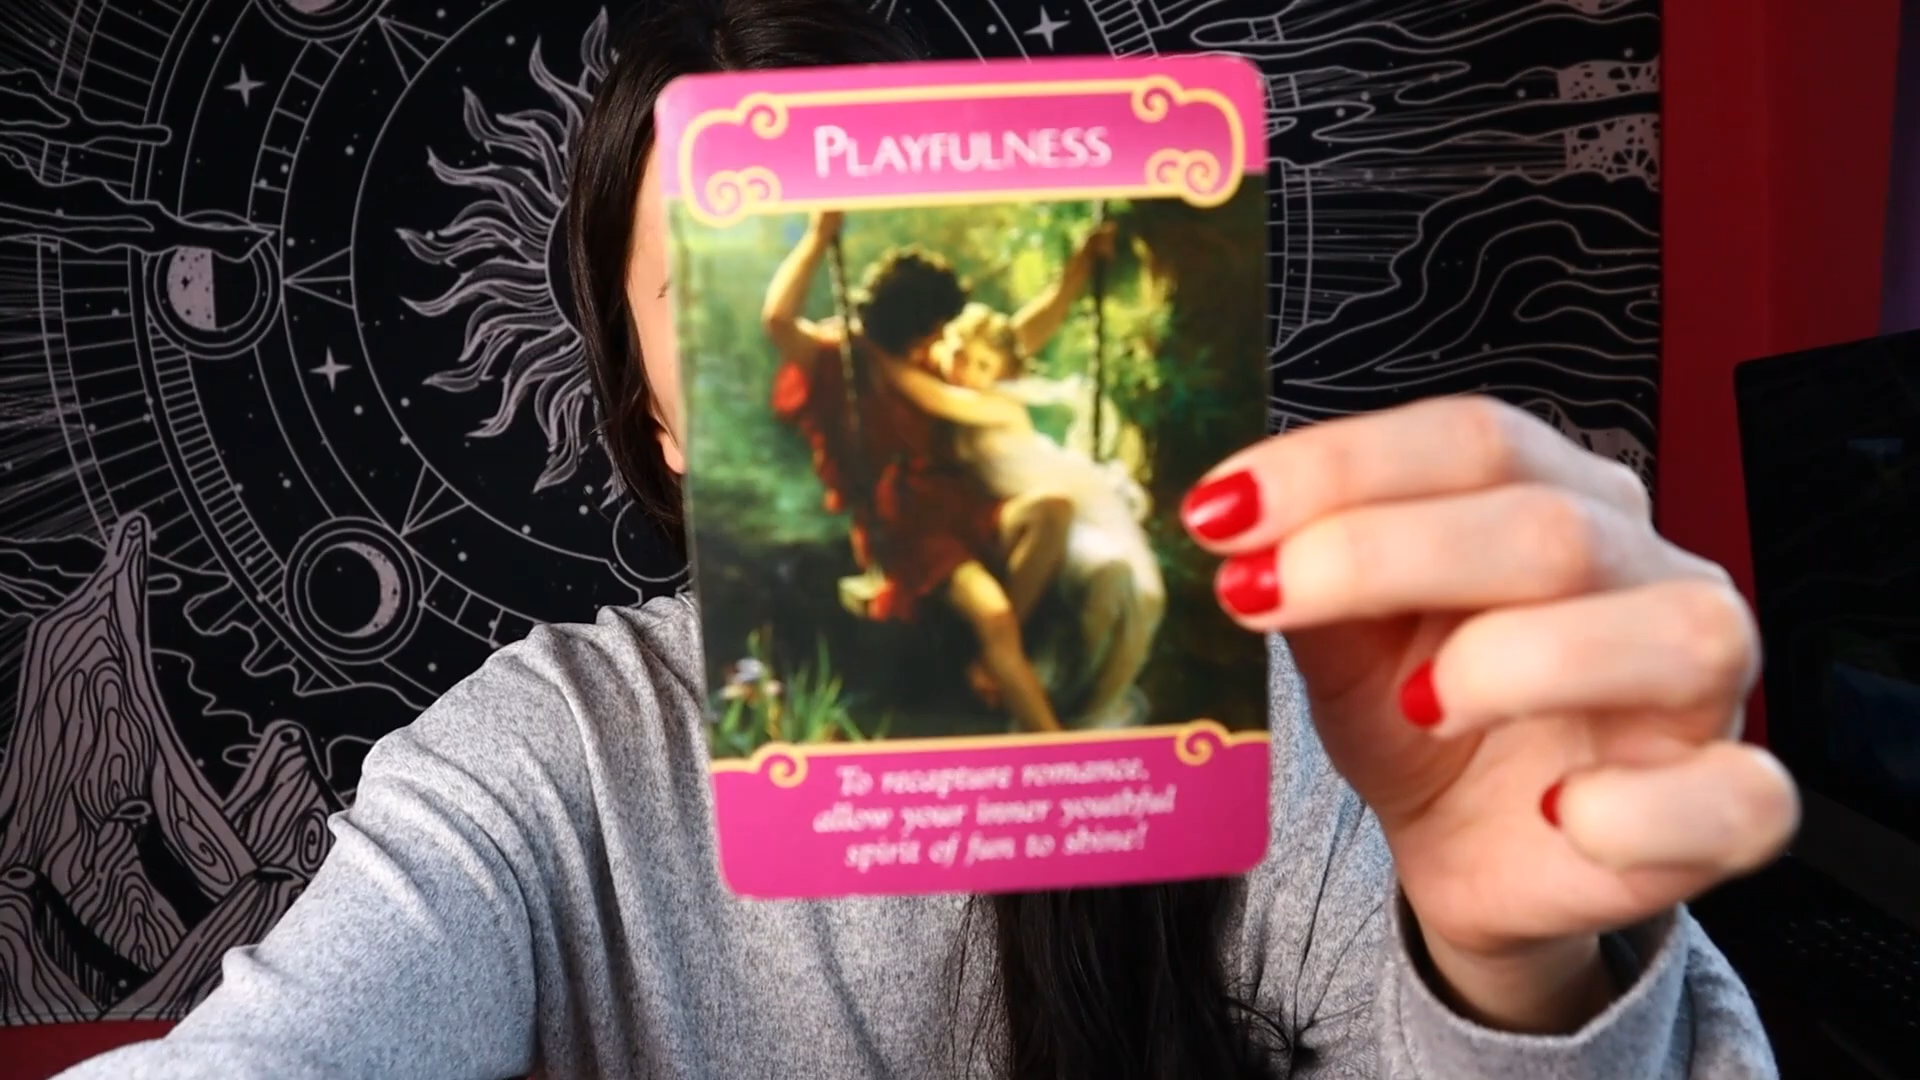 PLAYFULNESS
To recapture romance,
allow your inner youthful
spirit of fun to shine!